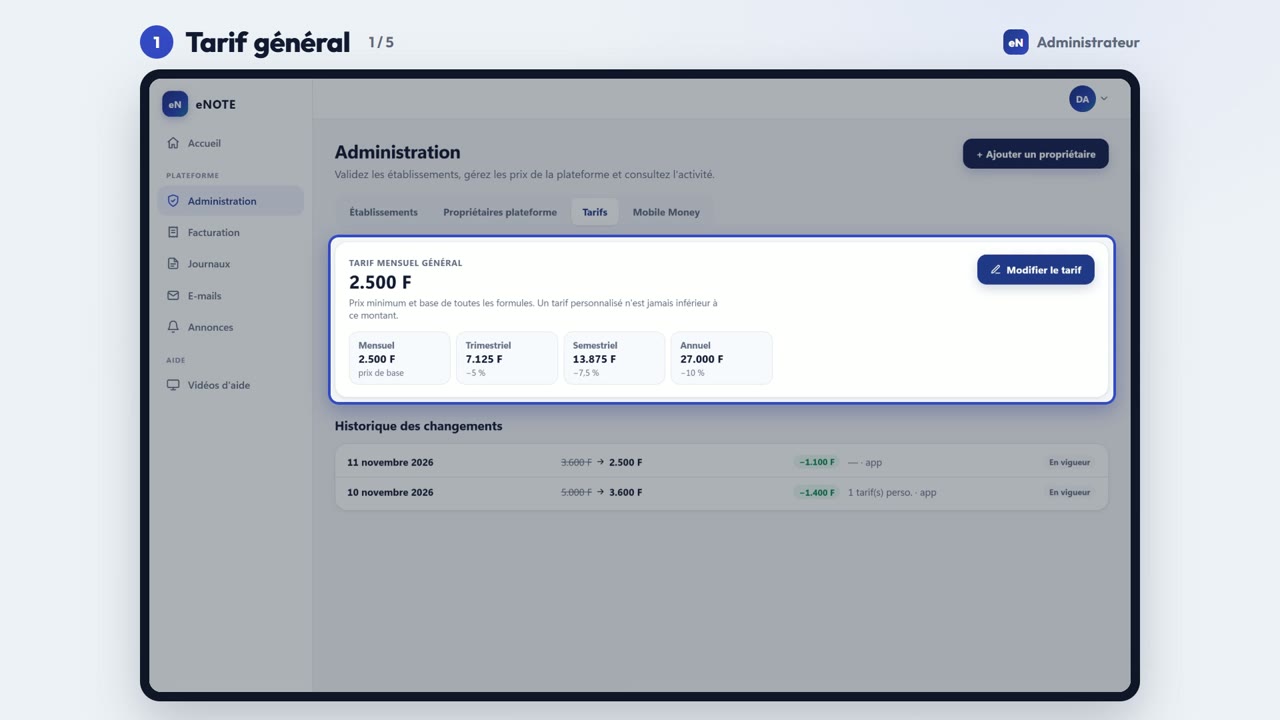 1 Tarif général 1 / 5
eN Administrateur
eN eNOTE
DA
Accueil
PLATEFORME
Administration
Facturation
Journaux
E-mails
Annonces
AIDE
Vidéos d'aide
Administration
+ Ajouter un propriétaire
Validez les établissements, gérez les prix de la plateforme et consultez l'activité.
Établissements Propriétaires plateforme Tarifs Mobile Money
TARIF MENSUEL GÉNÉRAL
2.500 F
Modifier le tarif
Prix minimum et base de toutes les formules. Un tarif personnalisé n'est jamais inférieur à
ce montant.
Mensuel
2.500 F
prix de base
Trimestriel
7.125 F
−5 %
Semestriel
13.875 F
−7,5 %
Annuel
27.000 F
−10 %
Historique des changements
11 novembre 2026 3.600 F → 2.500 F −1.100 F — · app En vigueur
10 novembre 2026 5.000 F → 3.600 F −1.400 F 1 tarif(s) perso. · app En vigueur